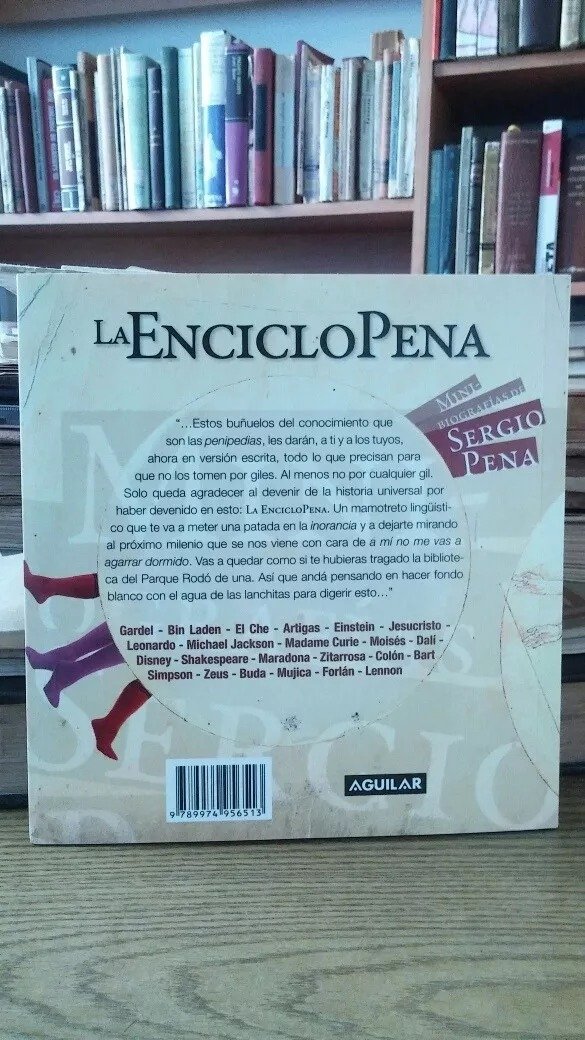 LA ENCICLOPENA
MINI-
BIOGRAFÍAS DE
SERGIO
PENA
“...Estos buñuelos del conocimiento que
son las penipedias, les darán, a ti y a los tuyos,
ahora en versión escrita, todo lo que precisan para
que no los tomen por giles. Al menos no por cualquier gil.
Solo queda agradecer al devenir de la historia universal por
haber devenido en esto: LA ENCICLOPENA. Un mamotreto lingüisti-
co que te va a meter una patada en la inorancia y a dejarte mirando
al próximo milenio que se nos viene con cara de a mí no me vas a
agarrar dormido. Vas a quedar como si te hubieras tragado la bibliote-
ca del Parque Rodó de una. Así que andá pensando en hacer fondo
blanco con el agua de las lanchitas para digerir esto...”
Gardel - Bin Laden - El Che - Artigas - Einstein - Jesucristo -
Leonardo - Michael Jackson - Madame Curie - Moisés - Dalí -
Disney - Shakespeare - Maradona - Zitarrosa - Colón - Bart
Simpson - Zeus - Buda - Mujica - Forlán - Lennon
SERGIO
9 789974 956513
AGUILAR